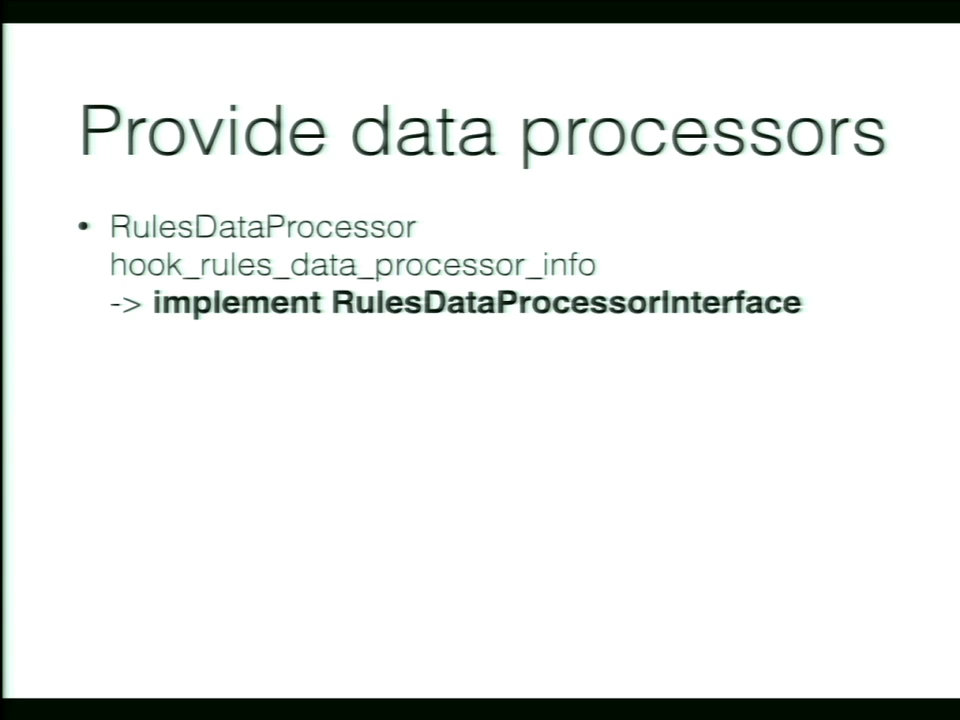 Provide data processors
• RulesDataProcessor
hook_rules_data_processor_info
-> implement RulesDataProcessorInterface